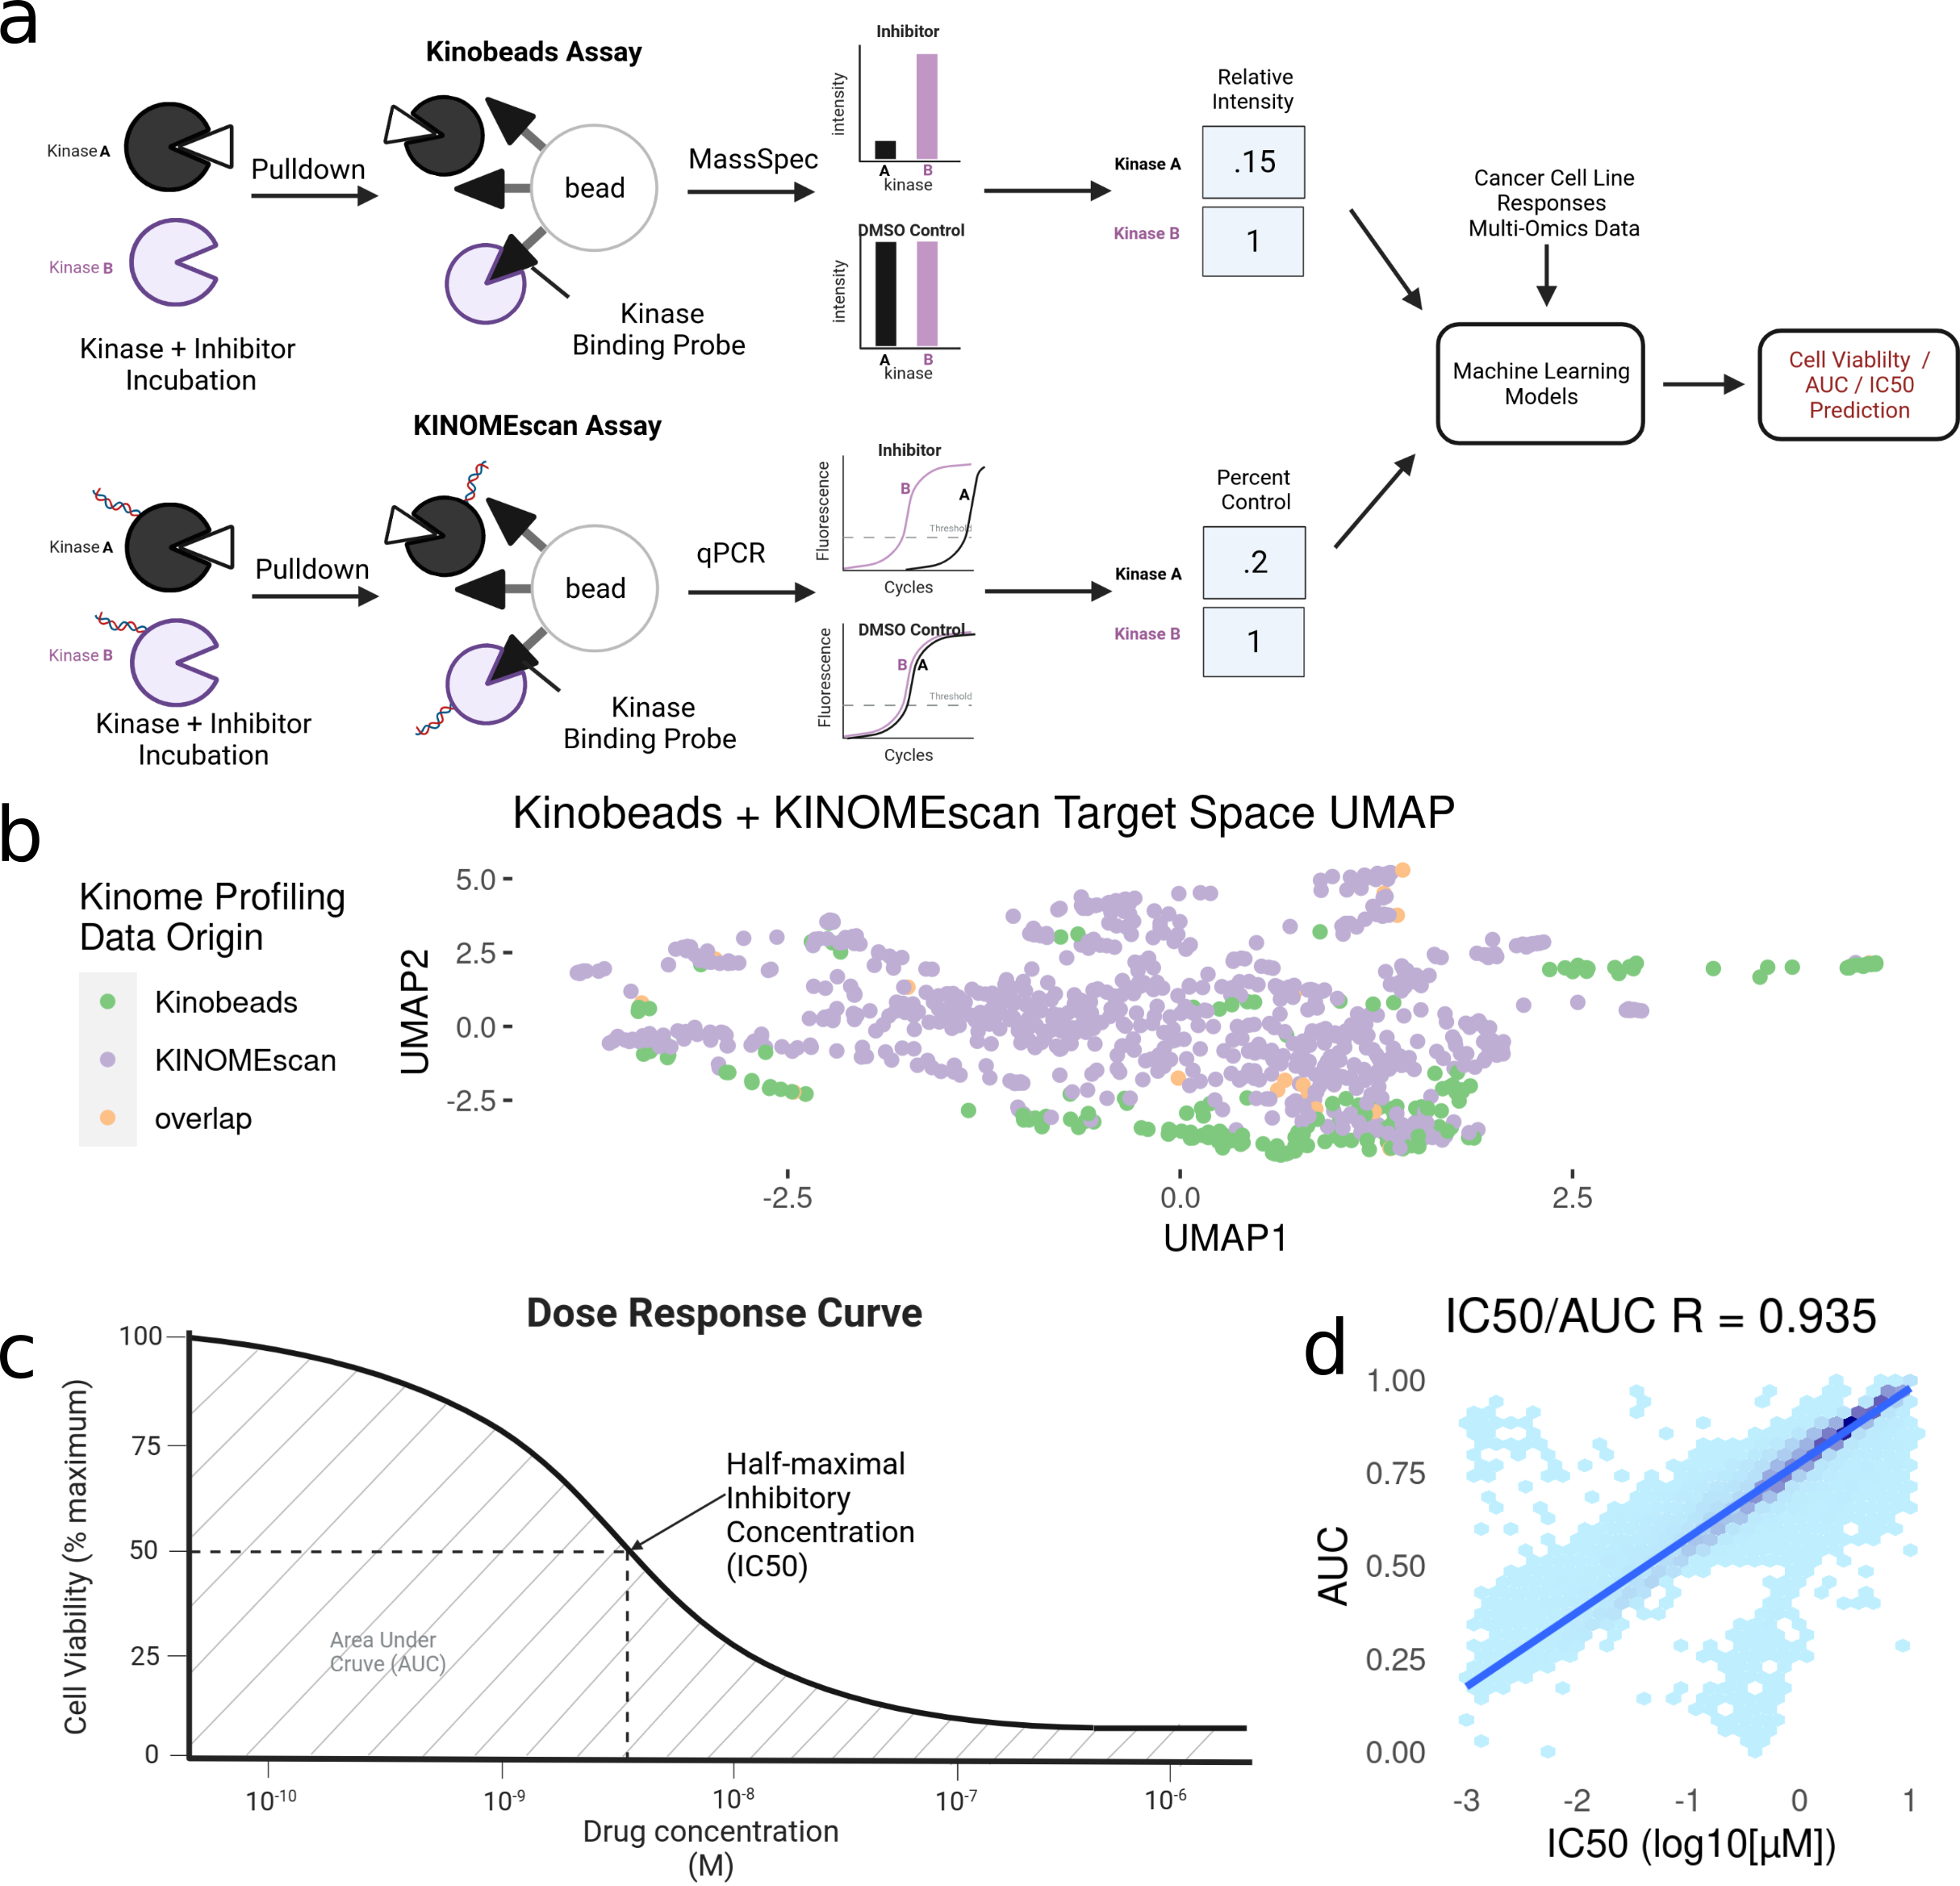 a
Kinobeads Assay
Kinase A
Kinase B
Pulldown
bead
Kinase + Inhibitor
Incubation
Kinase
Binding Probe
MassSpec
Inhibitor
intensity
A B
kinase
DMSO Control
intensity
A B
kinase
Relative
Intensity
Kinase A
.15
Kinase B
1
Cancer Cell Line
Responses
Multi-Omics Data
Machine Learning
Models
Cell Viablilty /
AUC / IC50
Prediction
KINOMEscan Assay
Kinase A
Kinase B
Pulldown
bead
Kinase + Inhibitor
Incubation
Kinase
Binding Probe
qPCR
Inhibitor
Fluorescence
B
A
Threshold
Cycles
DMSO Control
Fluorescence
B A
Threshold
Cycles
Percent
Control
Kinase A
.2
Kinase B
1
b
Kinobeads + KINOMEscan Target Space UMAP
Kinome Profiling
Data Origin
Kinobeads
KINOMEscan
overlap
UMAP2
5.0
2.5
0.0
-2.5
-2.5
0.0
2.5
UMAP1
c
Dose Response Curve
Cell Viability (% maximum)
100
75
50
25
0
Half-maximal
Inhibitory
Concentration
(IC50)
Area Under
Cruve (AUC)
10-10
10-9
10-8
10-7
10-6
Drug concentration
(M)
d
IC50/AUC R = 0.935
AUC
1.00
0.75
0.50
0.25
0.00
-3
-2
-1
0
1
IC50 (log10[µM])